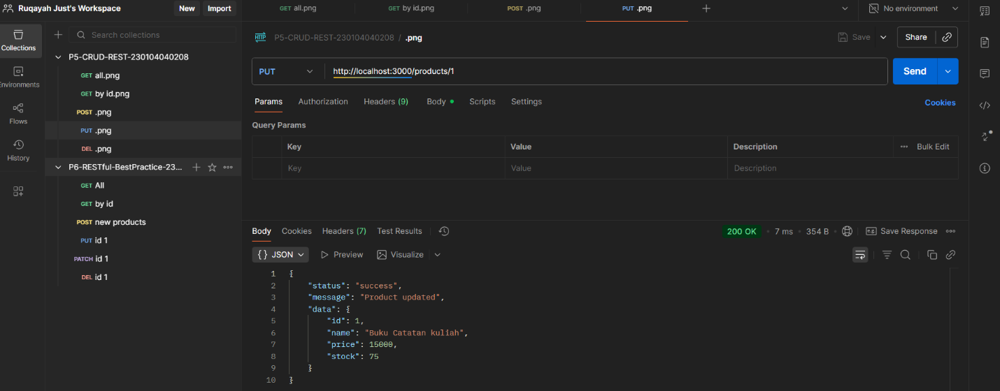 Ruqayah Just's Workspace New Import GET all.png GET by id.png POST .png PUT .png No environment
Collections
Environments
Flows
History
Search collections
P5-CRUD-REST-230104040208
GET all.png
GET by id.png
POST .png
PUT .png
DEL .png
P6-RESTful-BestPractice-23...
GET All
GET by id
POST new products
PUT id 1
PATCH id 1
DEL id 1
HTTP P5-CRUD-REST-230104040208 / .png Save Share
PUT http://localhost:3000/products/1 Send
Params Authorization Headers (9) Body Scripts Settings Cookies
Query Params
Key Value Description Bulk Edit
Key Value Description
Body Cookies Headers (7) Test Results 200 OK 7 ms 354 B e.g. Save Response
{} JSON Preview Visualize
1 {
2 "status": "success",
3 "message": "Product updated",
4 "data": {
5 "id": 1,
6 "name": "Buku Catatan kuliah",
7 "price": 15000,
8 "stock": 75
9 }
10 }